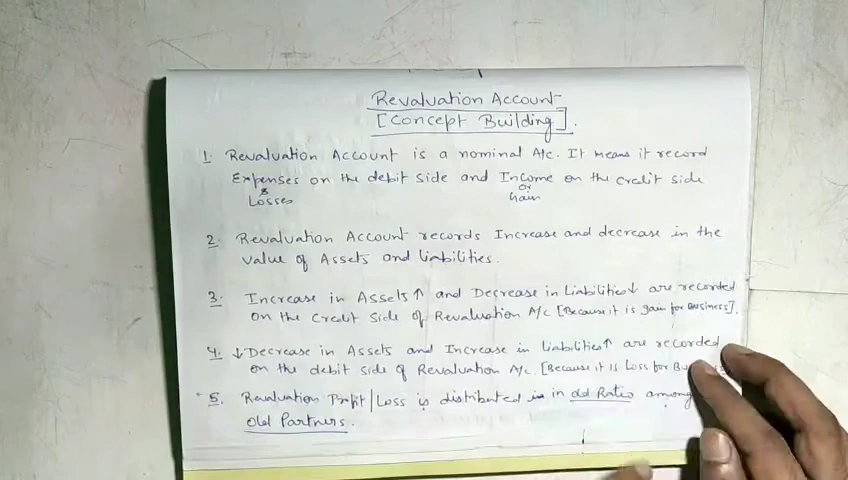 Revaluation Account
[Concept Building].
1. Revaluation Account is a nominal A/c. It means it record
Expenses on the debit side and Income on the credit side
& Losses
or Gain
2. Revaluation Account records Increase and decrease in the
value of Assets and liabilities.
3. Increase in Assets↑ and Decrease in Liabilities↓ are recorded
on the Credit side of Revaluation A/c [Because it is gain for Business].
4. ↓Decrease in Assets and Increase in liabilities↑ are recorded
on the debit side of Revaluation A/c. [Because it is Loss for
5. Revaluation Profit/Loss is distributed in old Ratio among
Old Partners.